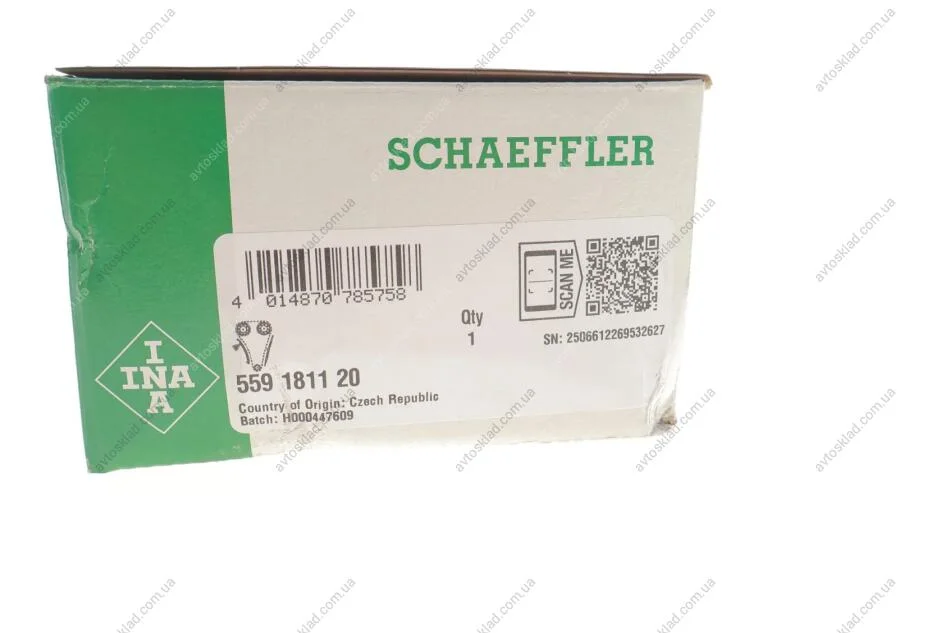 SCHAEFFLER
4 014870 785758
SCAN ME
Qty
1
SN: 2506612269532627
559 1811 20
Country of Origin: Czech Republic
Batch: H000447609
I
INA
A
avtosklad.com.ua